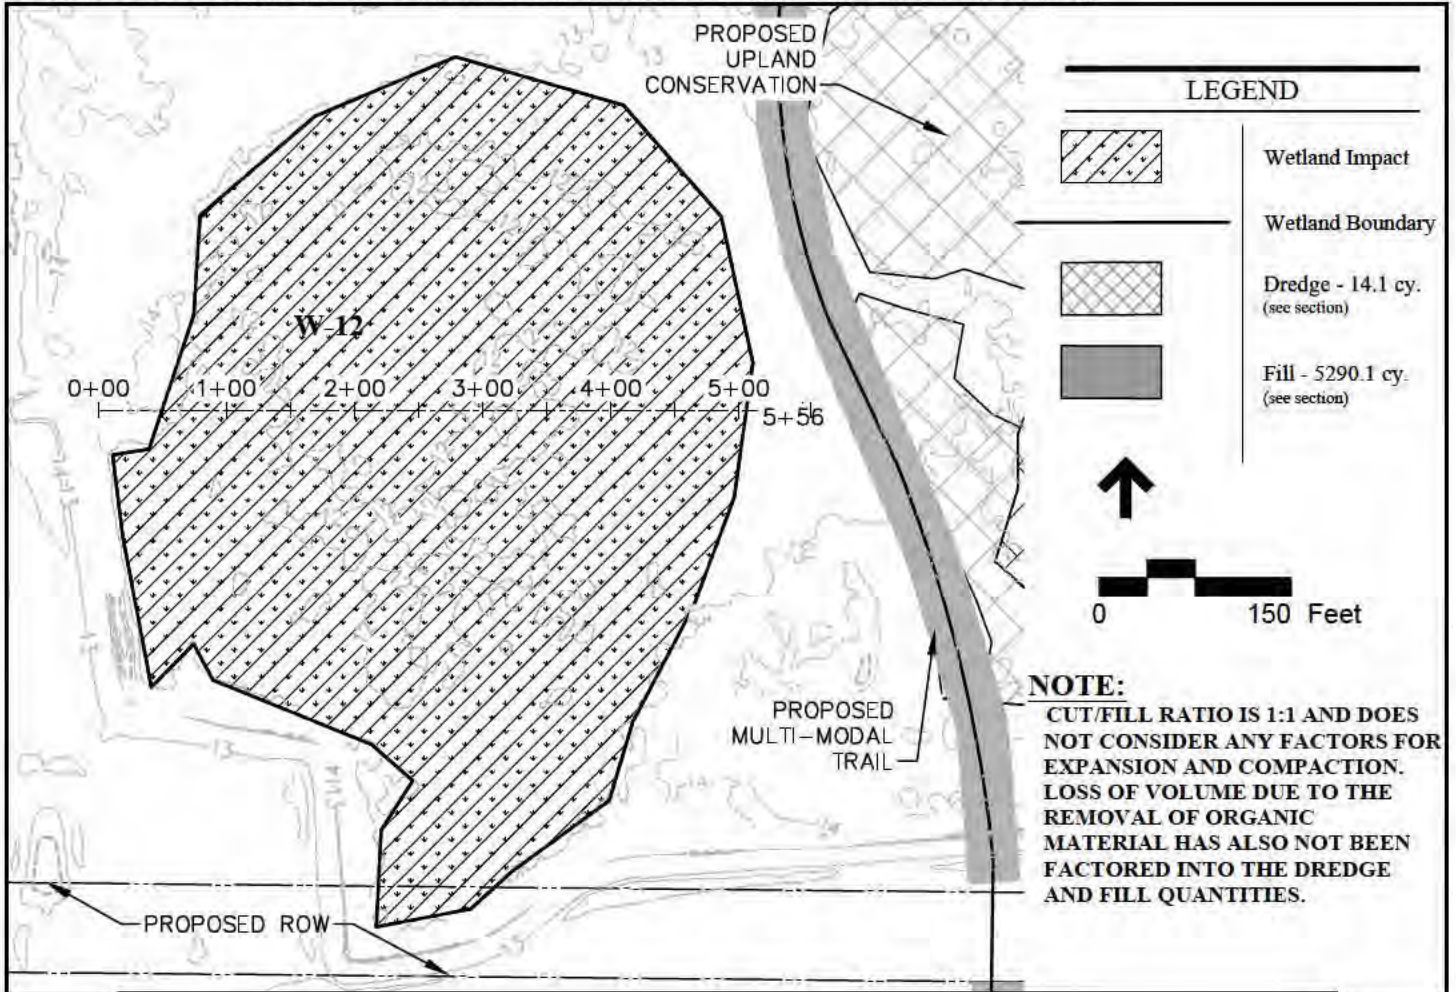 PROPOSED
UPLAND
CONSERVATION
LEGEND
Wetland Impact
Wetland Boundary
Dredge - 14.1 cy.
(see section)
Fill - 5290.1 cy.
(see section)
W-12
0+00 1+00 2+00 3+00 4+00 5+00
5+56
0 150 Feet
PROPOSED
MULTI-MODAL
TRAIL
NOTE:
CUT/FILL RATIO IS 1:1 AND DOES
NOT CONSIDER ANY FACTORS FOR
EXPANSION AND COMPACTION.
LOSS OF VOLUME DUE TO THE
REMOVAL OF ORGANIC
MATERIAL HAS ALSO NOT BEEN
FACTORED INTO THE DREDGE
AND FILL QUANTITIES.
PROPOSED ROW
13